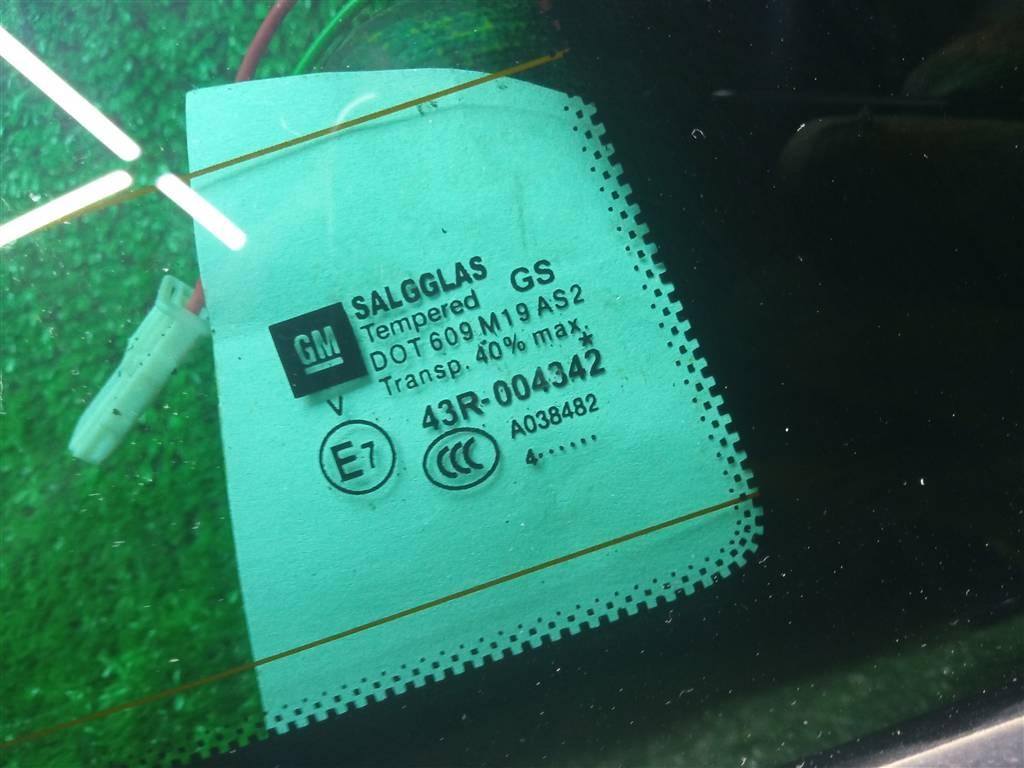 GM
SALGGLAS GS
Tempered
DOT 609 M19 AS2
Transp. 40% max.
V 43R-004342*
E7 CCC A038482
4······